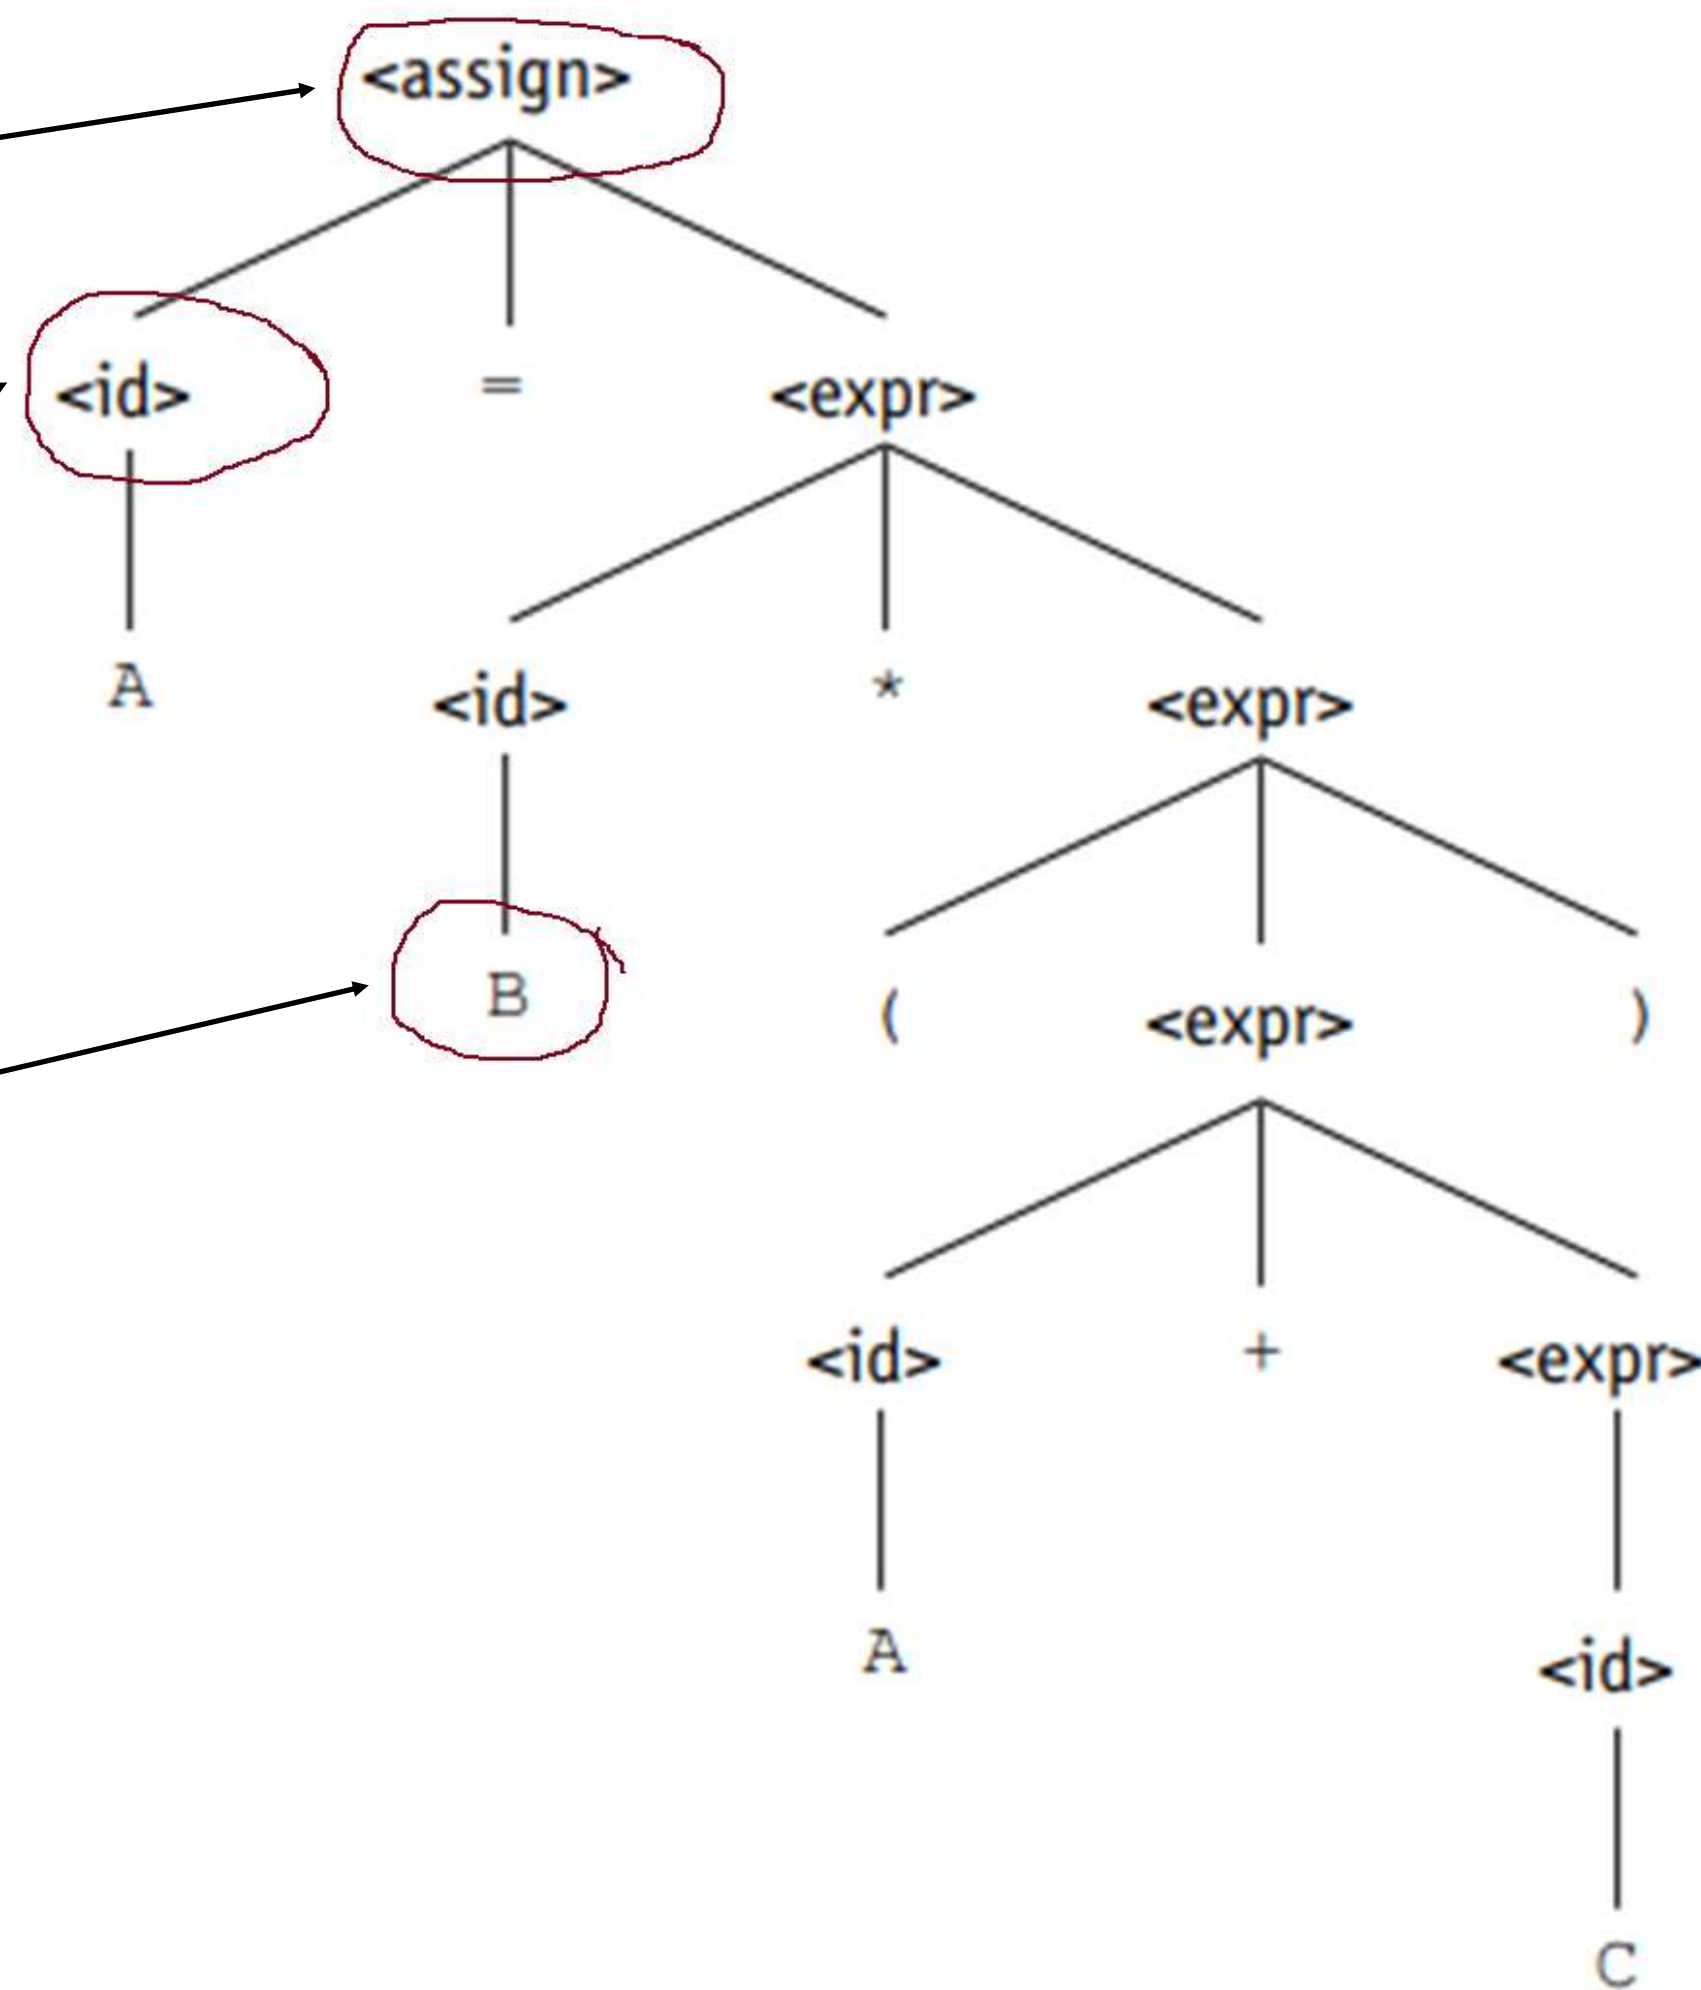 <assign>
<id> = <expr>
A <id> * <expr>
B ( <expr> )
<id> + <expr>
A <id>
C